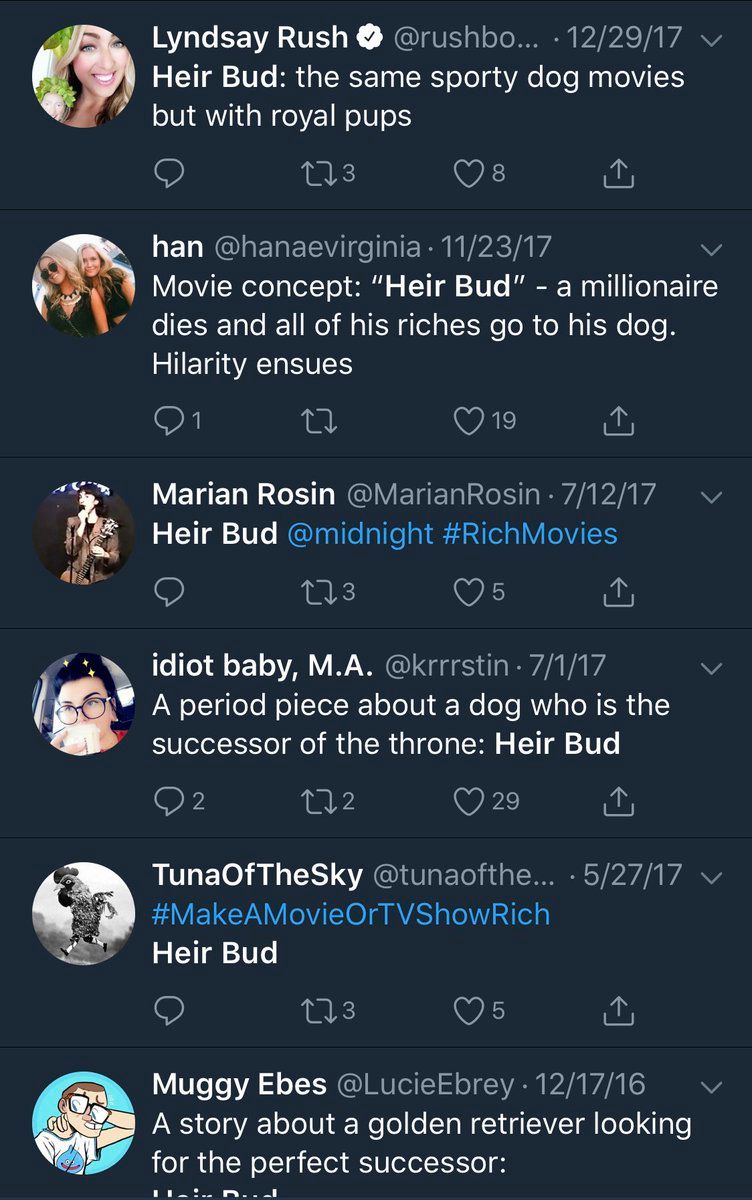 Lyndsay Rush @rushbo... · 12/29/17
Heir Bud: the same sporty dog movies
but with royal pups
3 8
han @hanaevirginia · 11/23/17
Movie concept: “Heir Bud” - a millionaire
dies and all of his riches go to his dog.
Hilarity ensues
1 19
Marian Rosin @MarianRosin · 7/12/17
Heir Bud @midnight #RichMovies
3 5
idiot baby, M.A. @krrrstin · 7/1/17
A period piece about a dog who is the
successor of the throne: Heir Bud
2 2 29
TunaOfTheSky @tunaofthe... · 5/27/17
#MakeAMovieOrTVShowRich
Heir Bud
3 5
Muggy Ebes @LucieEbrey · 12/17/16
A story about a golden retriever looking
for the perfect successor:
Heir Bud